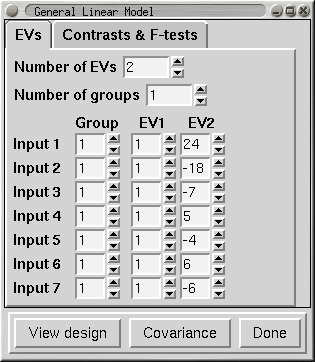 General Linear Model
EVs Contrasts & F-tests
Number of EVs 2
Number of groups 1
Group EV1 EV2
Input 1 1 1 24
Input 2 1 1 -18
Input 3 1 1 -7
Input 4 1 1 5
Input 5 1 1 -4
Input 6 1 1 6
Input 7 1 1 -6
View design Covariance Done